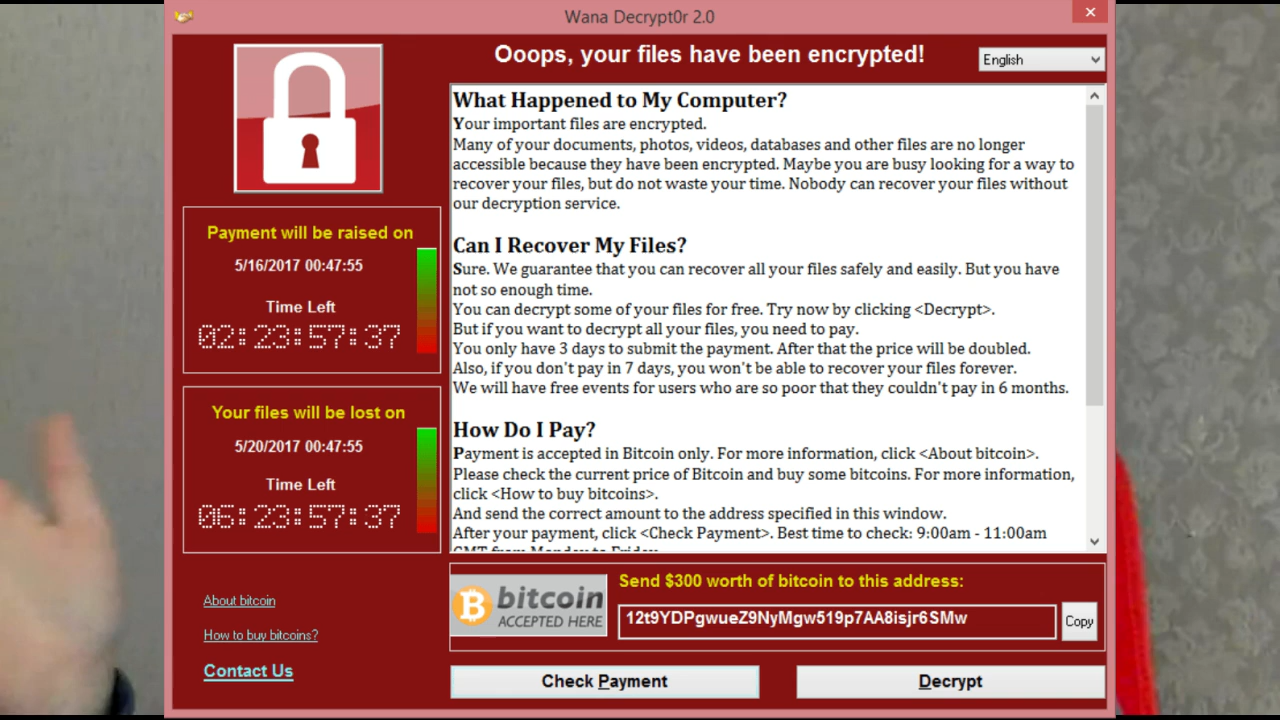 Wana Decrypt0r 2.0
Ooops, your files have been encrypted!
English
Payment will be raised on
5/16/2017 00:47:55
Time Left
02:23:57:37
Your files will be lost on
5/20/2017 00:47:55
Time Left
06:23:57:37
About bitcoin
How to buy bitcoins?
Contact Us
What Happened to My Computer?
Your important files are encrypted.
Many of your documents, photos, videos, databases and other files are no longer
accessible because they have been encrypted. Maybe you are busy looking for a way to
recover your files, but do not waste your time. Nobody can recover your files without
our decryption service.
Can I Recover My Files?
Sure. We guarantee that you can recover all your files safely and easily. But you have
not so enough time.
You can decrypt some of your files for free. Try now by clicking <Decrypt>.
But if you want to decrypt all your files, you need to pay.
You only have 3 days to submit the payment. After that the price will be doubled.
Also, if you don't pay in 7 days, you won't be able to recover your files forever.
We will have free events for users who are so poor that they couldn't pay in 6 months.
How Do I Pay?
Payment is accepted in Bitcoin only. For more information, click <About bitcoin>.
Please check the current price of Bitcoin and buy some bitcoins. For more information,
click <How to buy bitcoins>.
And send the correct amount to the address specified in this window.
After your payment, click <Check Payment>. Best time to check: 9:00am - 11:00am
GMT from Monday to Friday.
bitcoin
ACCEPTED HERE
Send $300 worth of bitcoin to this address:
12t9YDPgwueZ9NyMgw519p7AA8isjr6SMw
Copy
Check Payment
Decrypt